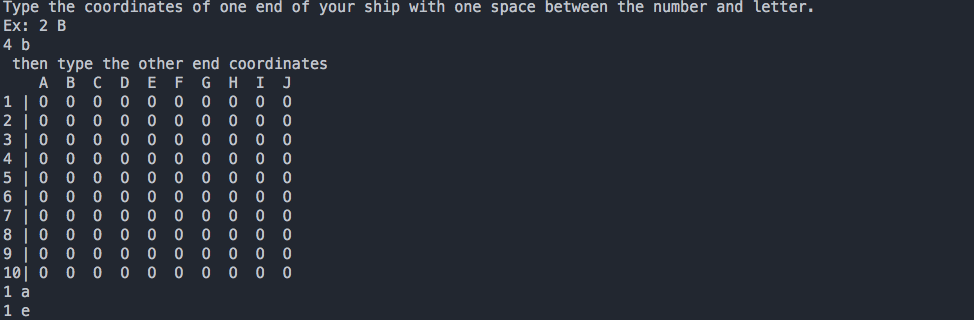 Type the coordinates of one end of your ship with one space between the number and letter.
Ex: 2 B
4 b
 then type the other end coordinates
    A  B  C  D  E  F  G  H  I  J
1 | 0  0  0  0  0  0  0  0  0  0
2 | 0  0  0  0  0  0  0  0  0  0
3 | 0  0  0  0  0  0  0  0  0  0
4 | 0  0  0  0  0  0  0  0  0  0
5 | 0  0  0  0  0  0  0  0  0  0
6 | 0  0  0  0  0  0  0  0  0  0
7 | 0  0  0  0  0  0  0  0  0  0
8 | 0  0  0  0  0  0  0  0  0  0
9 | 0  0  0  0  0  0  0  0  0  0
10| 0  0  0  0  0  0  0  0  0  0
1 a
1 e